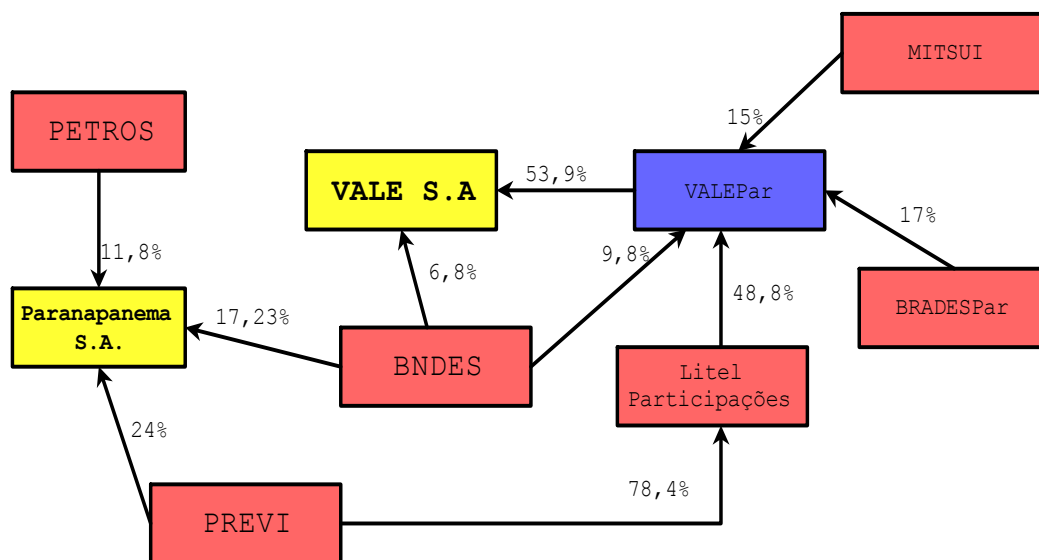 MITSUI
PETROS
15%
53,9%
VALE S.A
VALEPar
17%
11,8%
6,8%
9,8%
48,8%
BRADESPar
Paranapanema
S.A.
17,23%
BNDES
Litel
Participações
24%
78,4%
PREVI